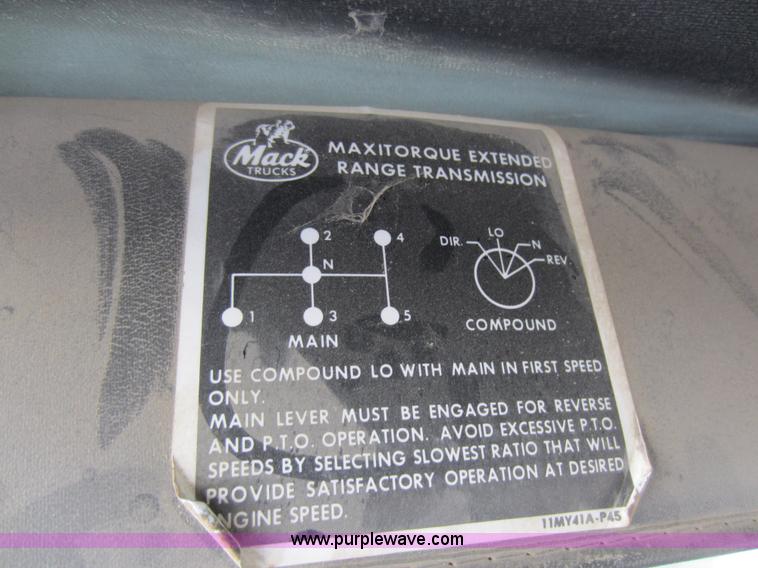 Mack
TRUCKS
MAXITORQUE EXTENDED
RANGE TRANSMISSION
2 4
N
1 3 5
MAIN
LO
DIR. N
REV.
COMPOUND
USE COMPOUND LO WITH MAIN IN FIRST SPEED
ONLY.
MAIN LEVER MUST BE ENGAGED FOR REVERSE
AND P.T.O. OPERATION. AVOID EXCESSIVE P.T.O.
SPEEDS BY SELECTING SLOWEST RATIO THAT WILL
PROVIDE SATISFACTORY OPERATION AT DESIRED
ENGINE SPEED.
11MY41A-P45
www.purplewave.com